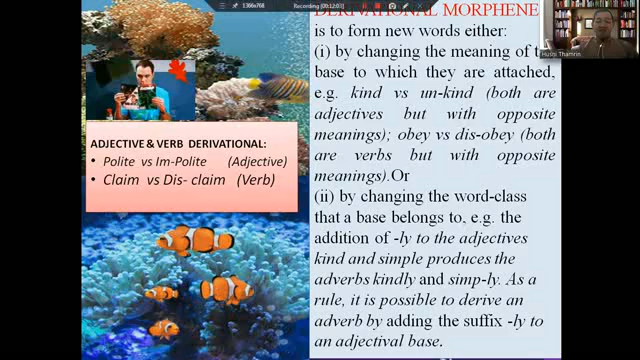 1366x768
Recording [00:12:03]
DERIVATIONAL MORPHENE
is to form new words either:
(i) by changing the meaning of
base to which they are attached,
e.g. kind vs un-kind (both are
adjectives but with opposite
meanings); obey vs dis-obey (both
are verbs but with opposite
meanings).Or
(ii) by changing the word-class
that a base belongs to, e.g. the
addition of -ly to the adjectives
kind and simple produces the
adverbs kindly and simp-ly. As a
rule, it is possible to derive an
adverb by adding the suffix -ly to
an adjectival base.
ADJECTIVE & VERB DERIVATIONAL:
• Polite vs Im-Polite (Adjective)
• Claim vs Dis- claim (Verb)
Husni Thamrin